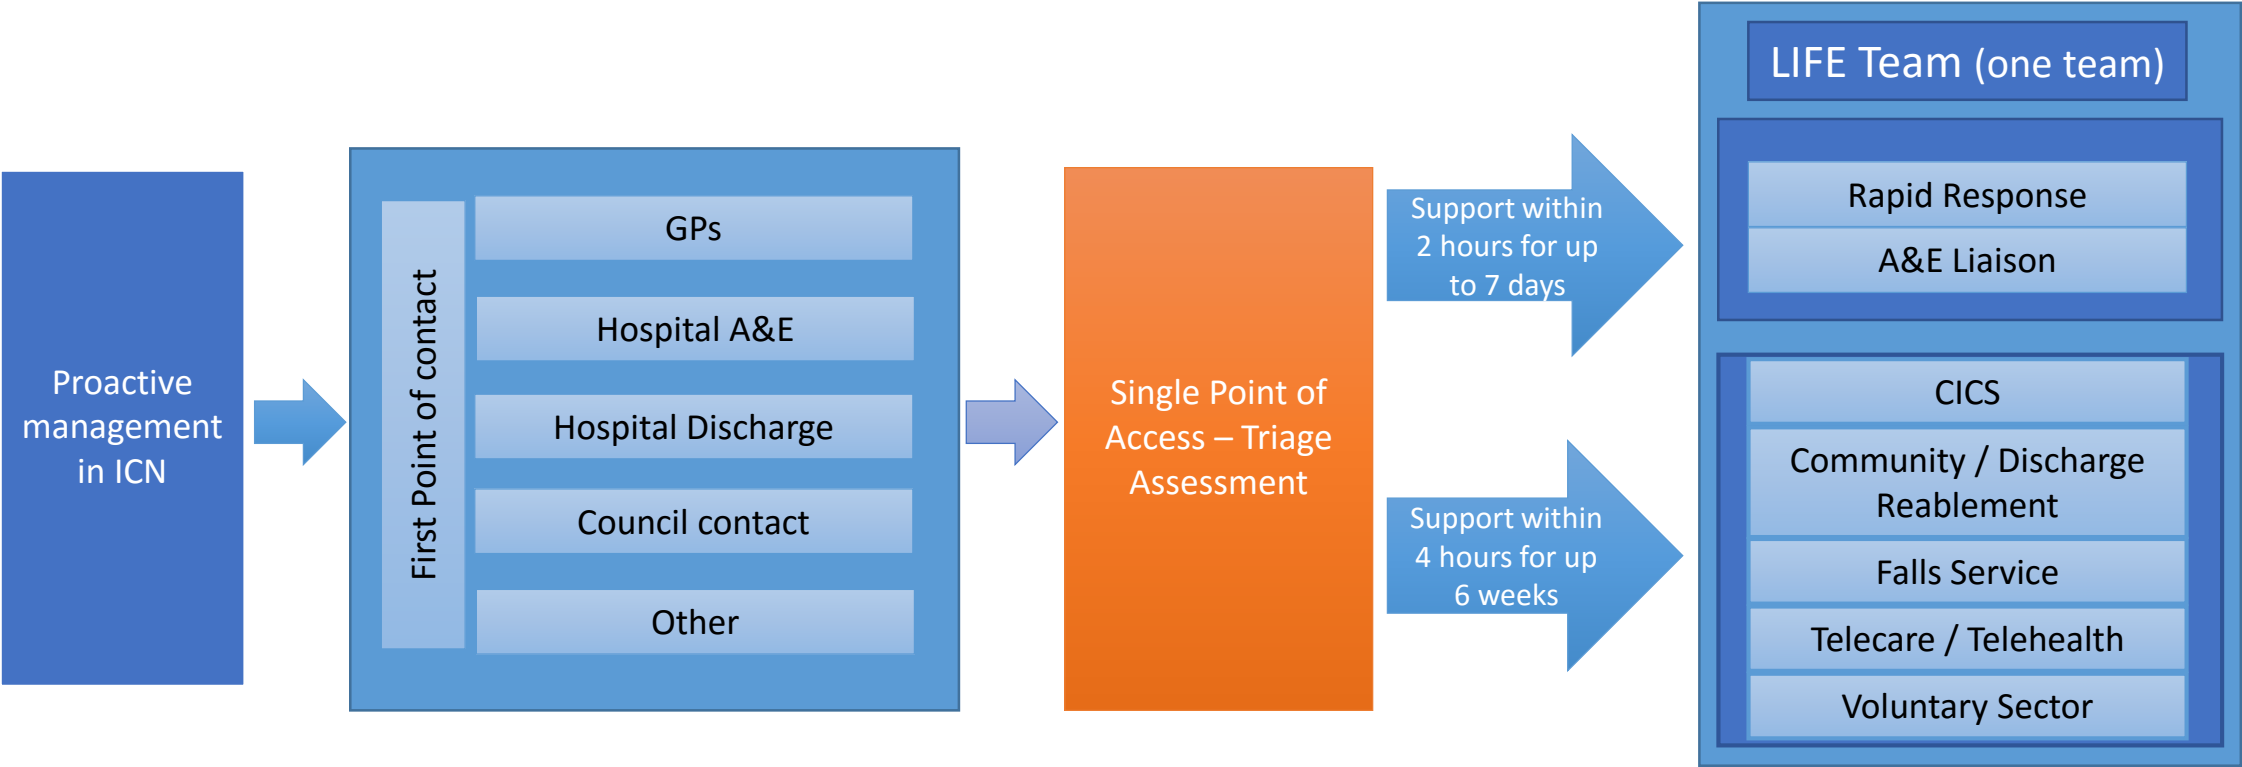 Proactive
management
in ICN
First Point of contact
GPs
Hospital A&E
Hospital Discharge
Council contact
Other
Single Point of
Access – Triage
Assessment
Support within
2 hours for up
to 7 days
Support within
4 hours for up
6 weeks
LIFE Team (one team)
Rapid Response
A&E Liaison
CICS
Community / Discharge
Reablement
Falls Service
Telecare / Telehealth
Voluntary Sector